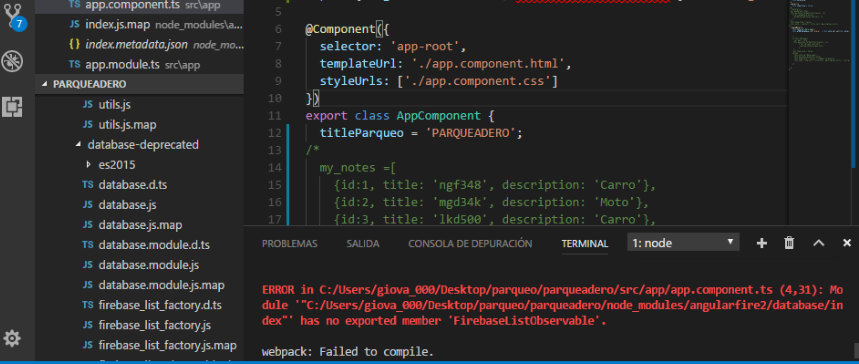 TS app.component.ts src\app
JS index.js.map node_modules\a...
{ } index.metadata.json node_mo...
TS app.module.ts src\app
7
PARQUEADERO
JS utils.js
JS utils.js.map
database-deprecated
es2015
TS database.d.ts
JS database.js
JS database.js.map
TS database.module.d.ts
JS database.module.js
JS database.module.js.map
TS firebase_list_factory.d.ts
JS firebase_list_factory.js
JS firebase_list_factory.js.map
5
6 @Component({
7 selector: 'app-root',
8 templateUrl: './app.component.html',
9 styleUrls: ['./app.component.css']
10 })
11 export class AppComponent {
12 titleParqueo = 'PARQUEADERO';
13 /*
14 my_notes =[
15 {id:1, title: 'ngf348', description: 'Carro'},
16 {id:2, title: 'mgd34k', description: 'Moto'},
17 {id:3, title: 'lkd500', description: 'Carro'},
PROBLEMAS SALIDA CONSOLA DE DEPURACIÓN TERMINAL 1: node
ERROR in C:/Users/giova_000/Desktop/parqueo/parqueadero/src/app/app.component.ts (4,31): Mo
dule '"C:/Users/giova_000/Desktop/parqueo/parqueadero/node_modules/angularfire2/database/in
dex"' has no exported member 'FirebaseListObservable'.
webpack: Failed to compile.